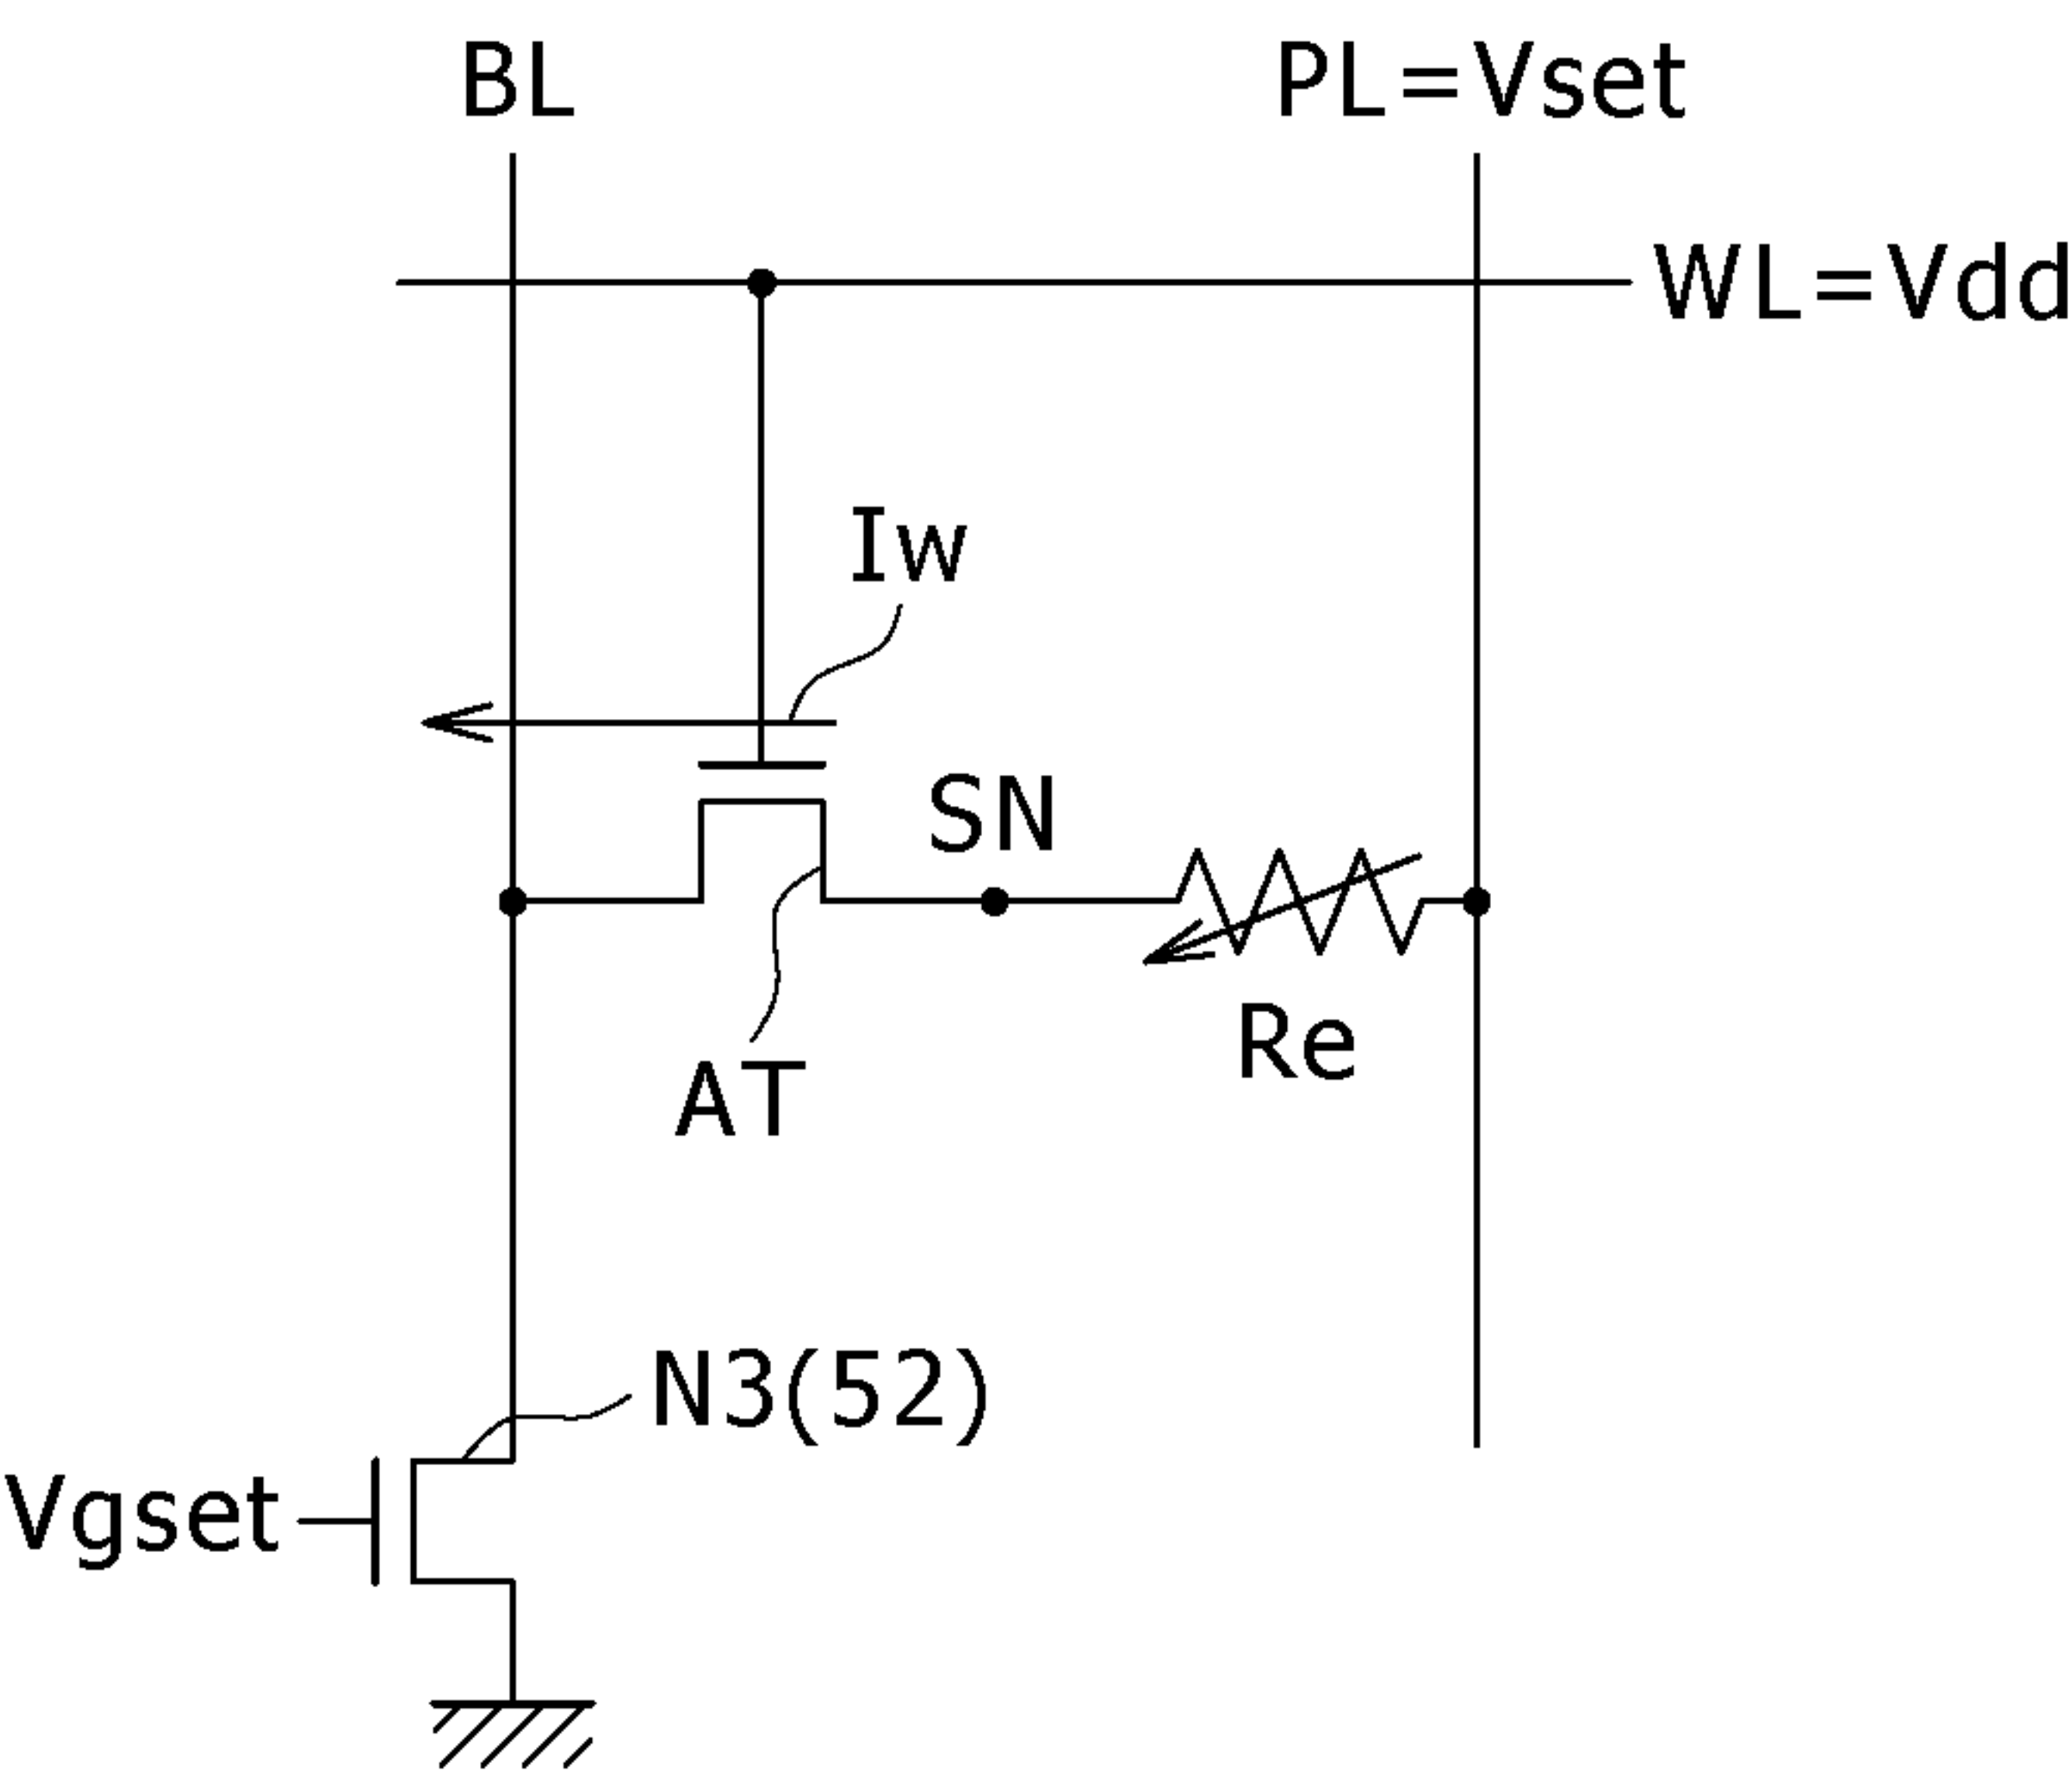 BL
PL=Vset
WL=Vdd
Iw
SN
Re
AT
N3(52)
Vgset